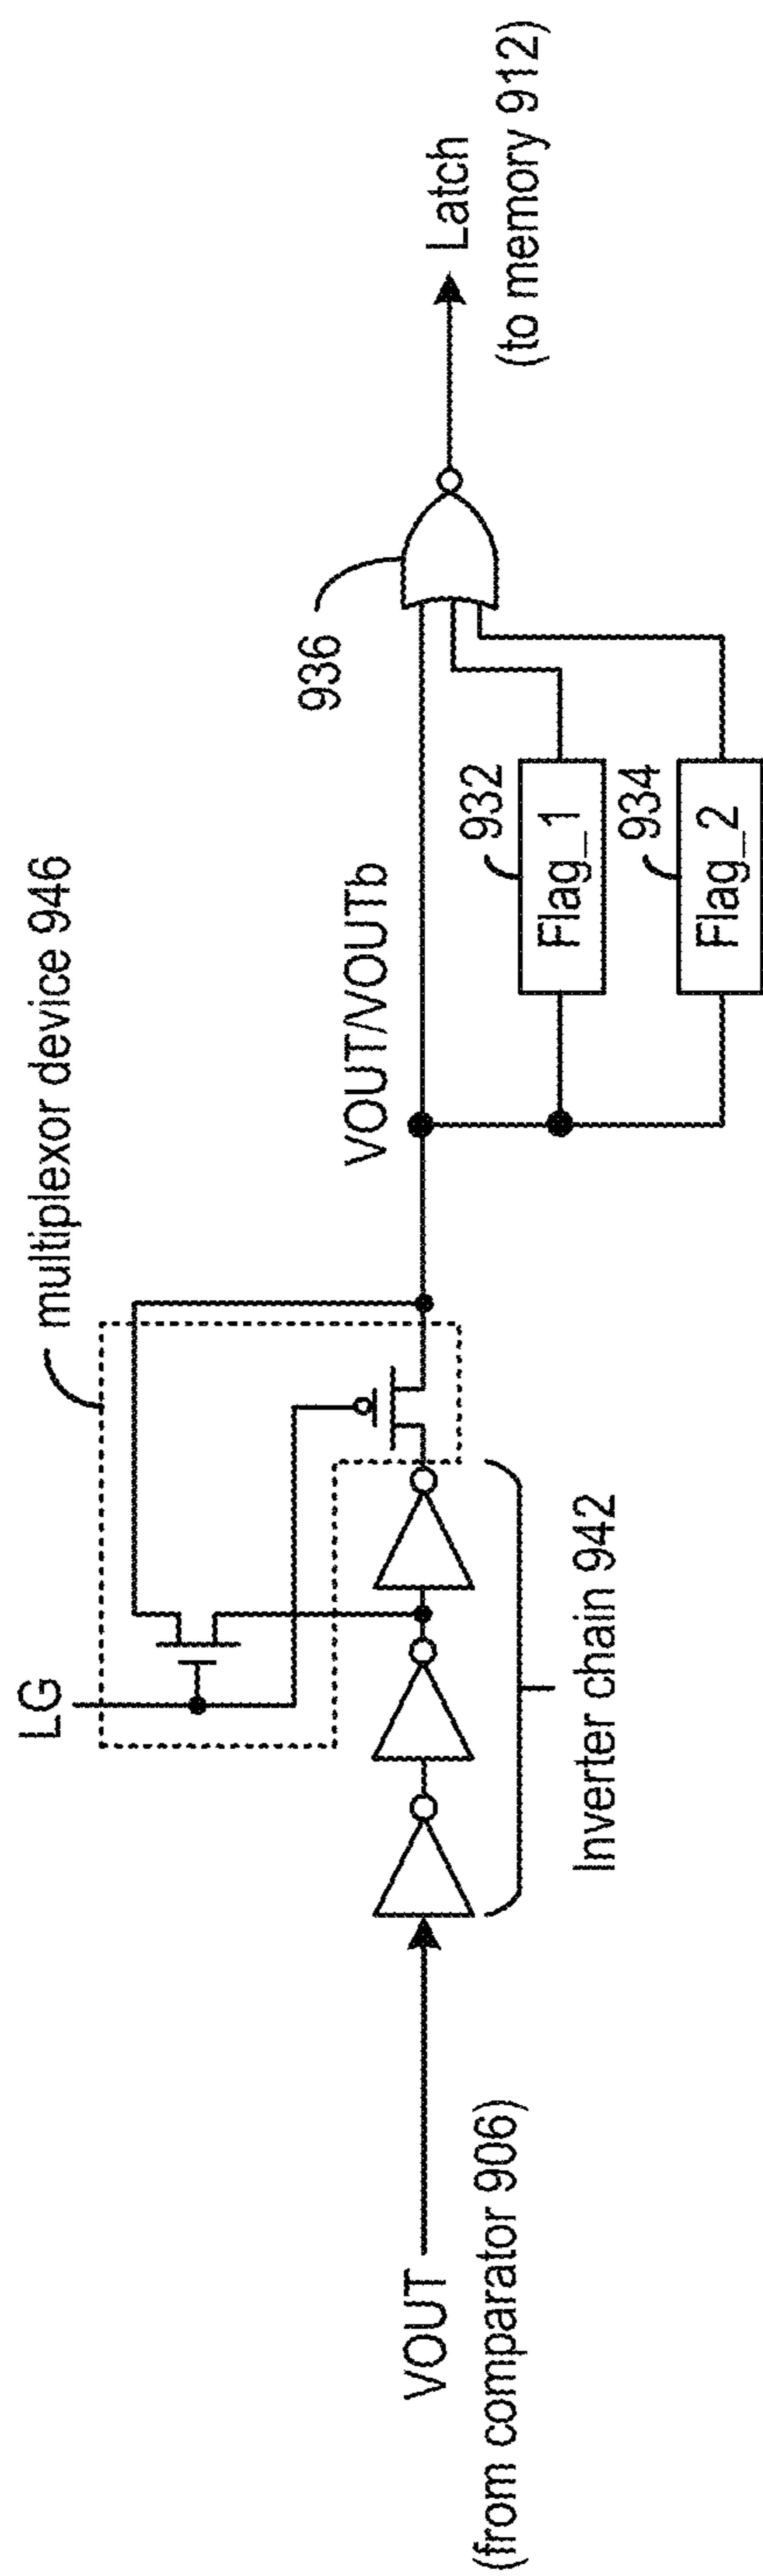 VOUT
(from comparator 906)
Inverter chain 942
LG
multiplexor device 946
VOUT/VOUTb
932
Flag_1
934
Flag_2
936
Latch
(to memory 912)